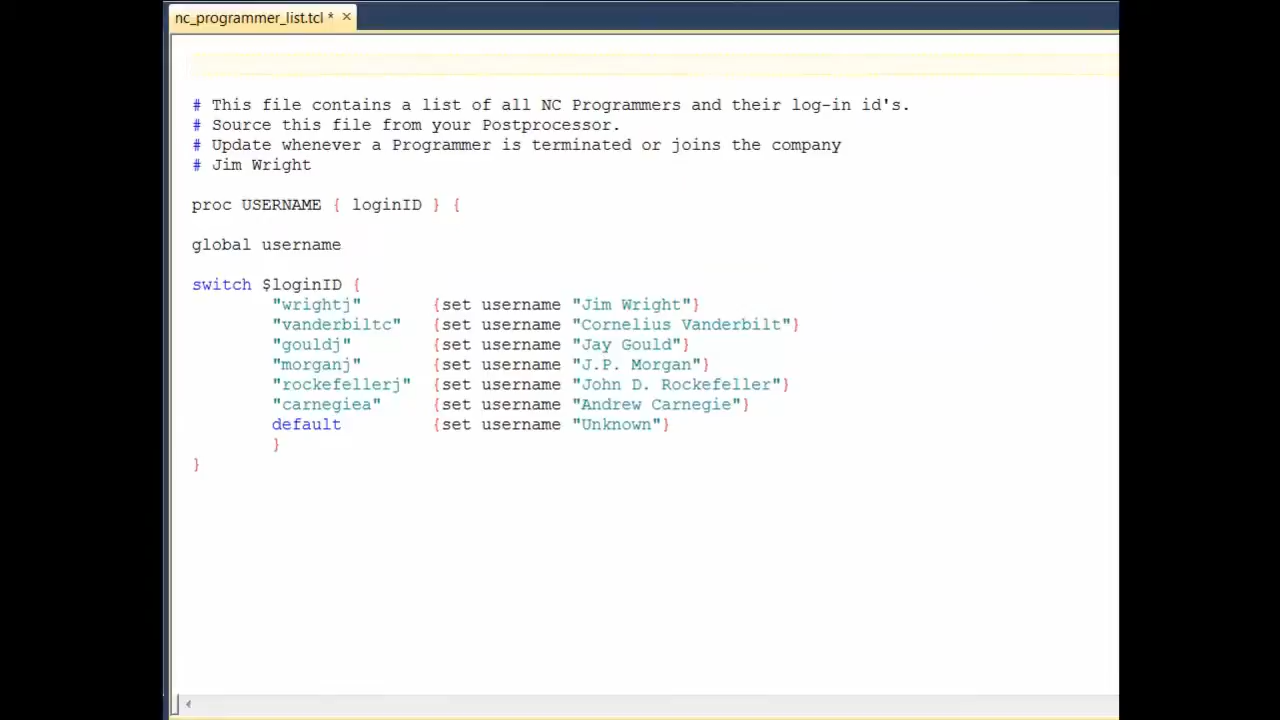 nc_programmer_list.tcl * ×
# This file contains a list of all NC Programmers and their log-in id's.
# Source this file from your Postprocessor.
# Update whenever a Programmer is terminated or joins the company
# Jim Wright
proc USERNAME { loginID } {
global username
switch $loginID {
"wrightj" {set username "Jim Wright"}
"vanderbiltc" {set username "Cornelius Vanderbilt"}
"gouldj" {set username "Jay Gould"}
"morganj" {set username "J.P. Morgan"}
"rockefellerj" {set username "John D. Rockefeller"}
"carnegiea" {set username "Andrew Carnegie"}
default {set username "Unknown"}
}
}